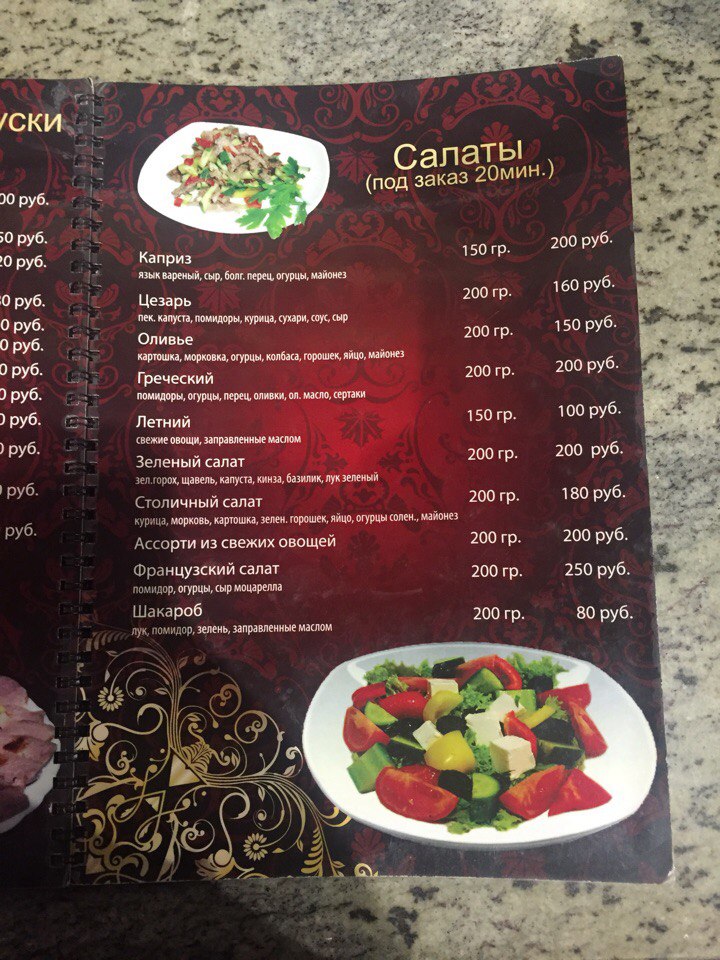 уски
00 руб.
50 руб.
20 руб.
30 руб.
0 руб.
0 руб.
0 руб.
0 руб.
0 руб.
0 руб.
0 руб.
руб.
Салаты
(под заказ 20мин.)
Каприз 150 гр. 200 руб.
язык вареный, сыр, болг. перец, огурцы, майонез
Цезарь 200 гр. 160 руб.
пек. капуста, помидоры, курица, сухари, соус, сыр
Оливье 200 гр. 150 руб.
картошка, морковка, огурцы, колбаса, горошек, яйцо, майонез
Греческий 200 гр. 200 руб.
помидоры, огурцы, перец, оливки, ол. масло, сертаки
Летний 150 гр. 100 руб.
свежие овощи, заправленные маслом
Зеленый салат 200 гр. 200 руб.
зел.горох, щавель, капуста, кинза, базилик, лук зеленый
Столичный салат 200 гр. 180 руб.
курица, морковь, картошка, зелен. горошек, яйцо, огурцы солен., майонез
Ассорти из свежих овощей 200 гр. 200 руб.
Французский салат 200 гр. 250 руб.
помидор, огурцы, сыр моцарелла
Шакароб 200 гр. 80 руб.
лук, помидор, зелень, заправленные маслом